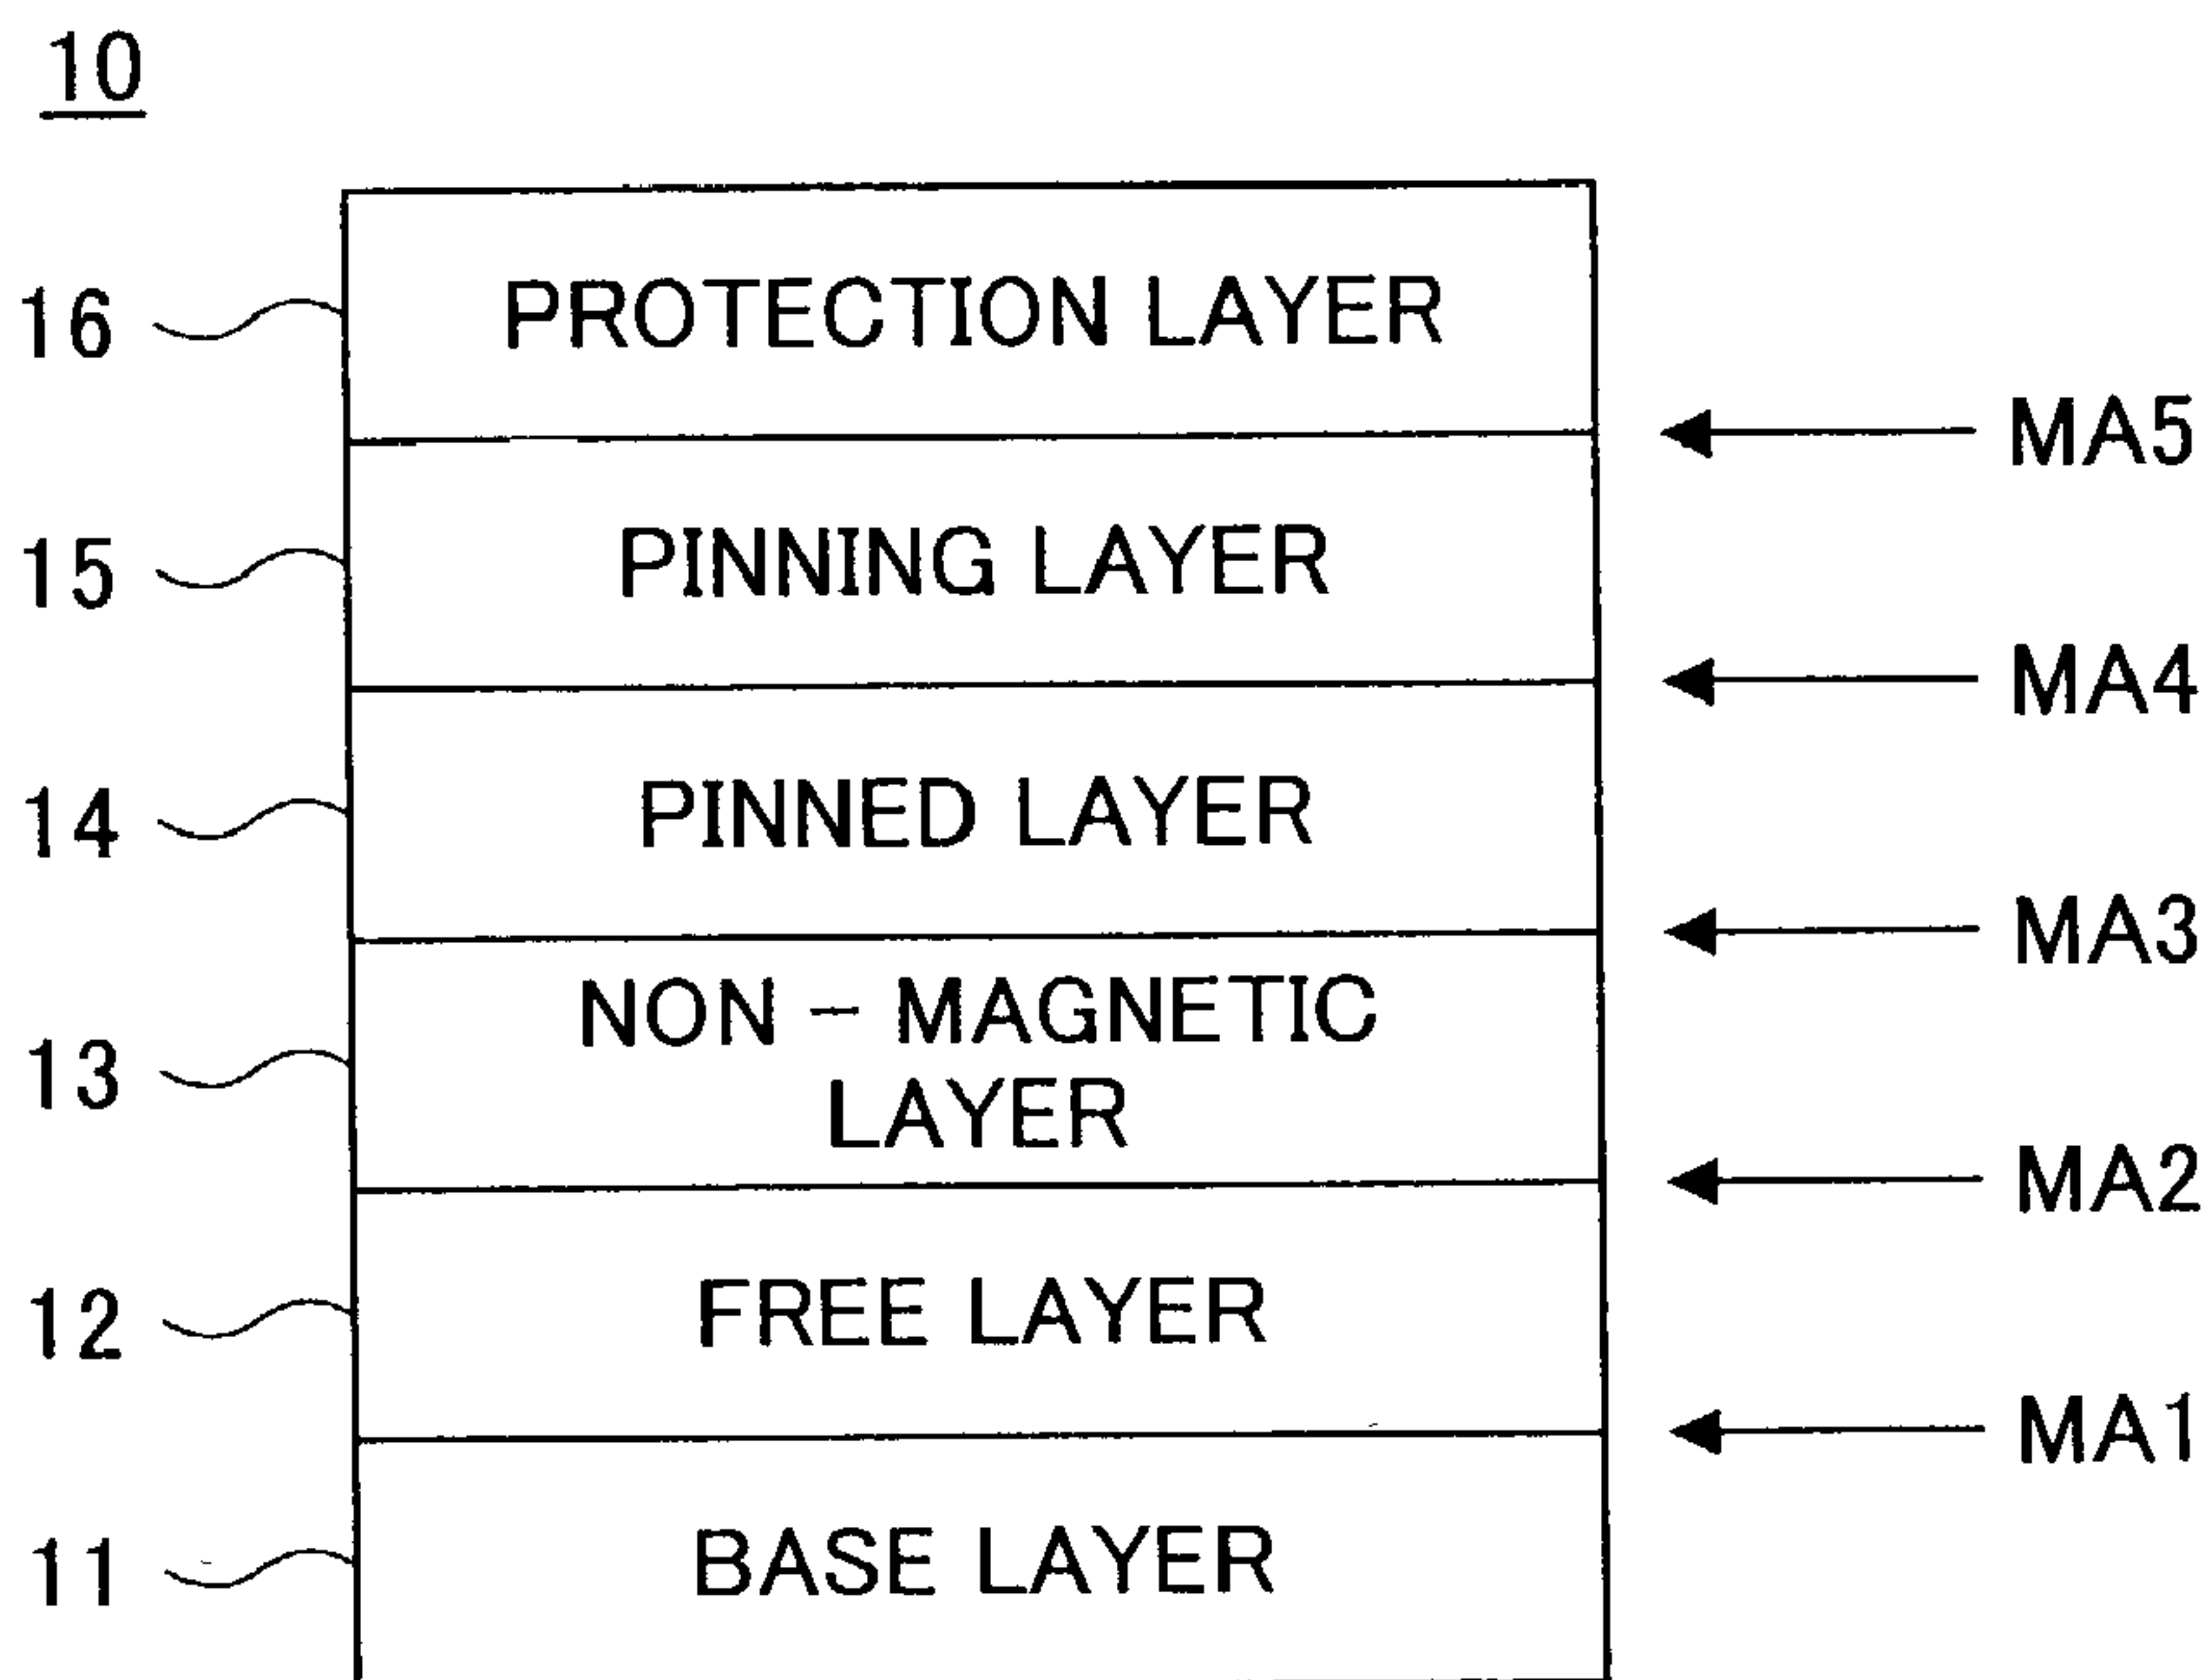 10
16 PROTECTION LAYER
MA5
15 PINNING LAYER
MA4
14 PINNED LAYER
MA3
13 NON - MAGNETIC
LAYER
MA2
12 FREE LAYER
MA1
11 BASE LAYER